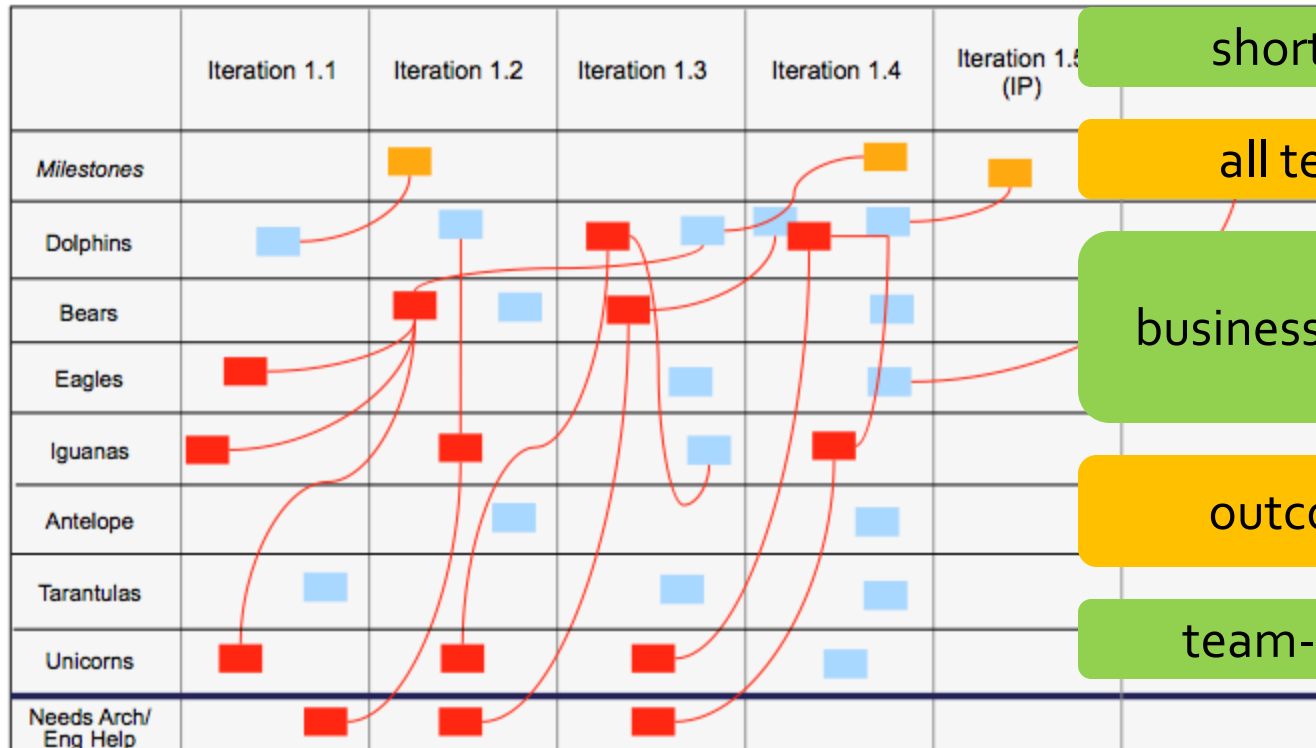 Iteration 1.1
Iteration 1.2
Iteration 1.3
Iteration 1.4
Iteration 1.5
(IP)
short
Milestones
all te
Dolphins
Bears
business
Eagles
Iguanas
Antelope
outco
Tarantulas
team-
Unicorns
Needs Arch/
Eng Help